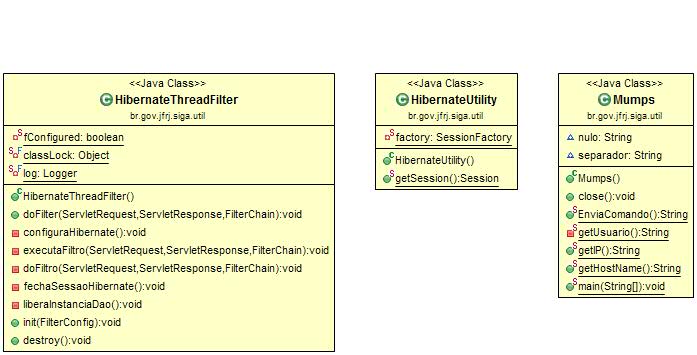 <<Java Class>>
HibernateThreadFilter
br.gov.jfrj.siga.util
fConfigured: boolean
classLock: Object
log: Logger
HibernateThreadFilter()
doFilter(ServletRequest,ServletResponse,FilterChain):void
configuraHibernate():void
executaFiltro(ServletRequest,ServletResponse,FilterChain):void
doFiltro(ServletRequest,ServletResponse,FilterChain):void
fechaSessaoHibernate():void
liberaInstanciaDao():void
init(FilterConfig):void
destroy():void
<<Java Class>>
HibernateUtility
br.gov.jfrj.siga.util
factory: SessionFactory
HibernateUtility()
getSession():Session
<<Java Class>>
Mumps
br.gov.jfrj.siga.util
nulo: String
separador: String
Mumps()
close():void
EnviaComando():String
getUsuario():String
getIP():String
getHostName():String
main(String[]):void